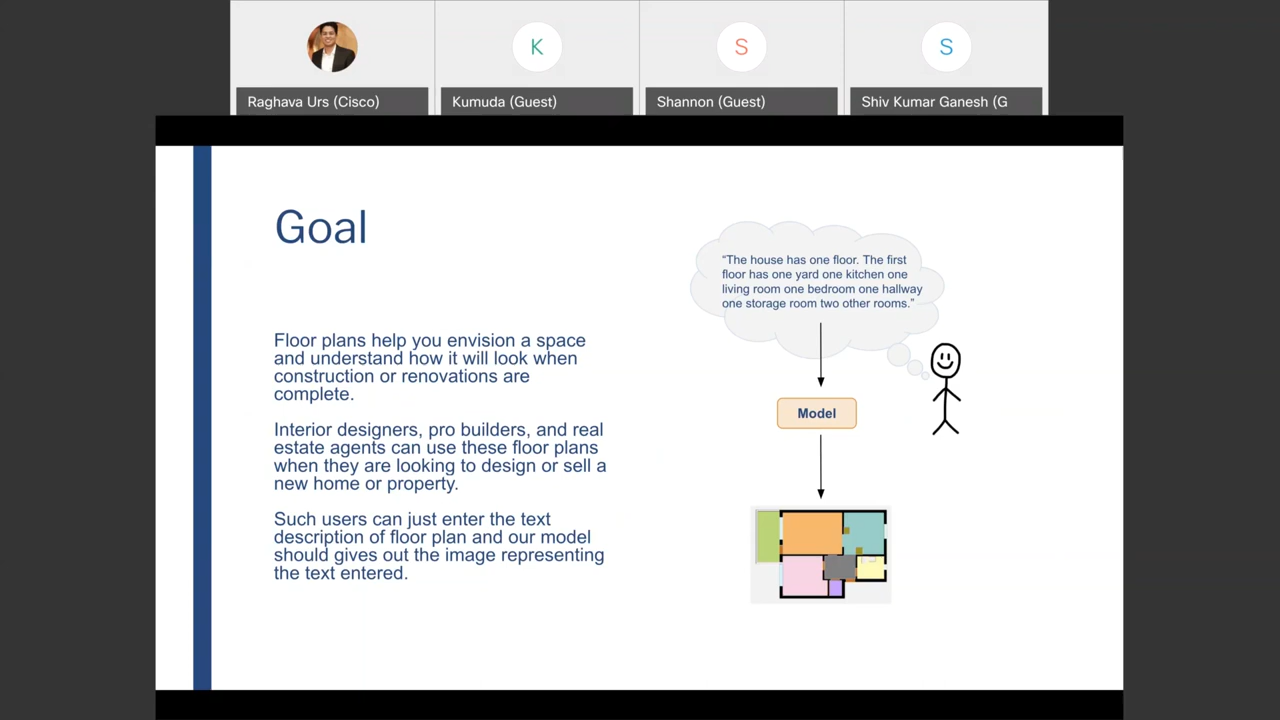 K
S
S
Raghava Urs (Cisco)
Kumuda (Guest)
Shannon (Guest)
Shiv Kumar Ganesh (G
Goal
Floor plans help you envision a space
and understand how it will look when
construction or renovations are
complete.
Interior designers, pro builders, and real
estate agents can use these floor plans
when they are looking to design or sell a
new home or property.
Such users can just enter the text
description of floor plan and our model
should gives out the image representing
the text entered.
“The house has one floor. The first
floor has one yard one kitchen one
living room one bedroom one hallway
one storage room two other rooms.”
Model